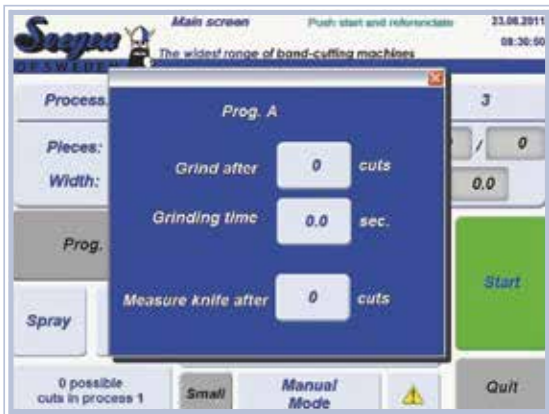 Main screen
Push start and referenciate
23.08.2011
08:30:50
Svegea
OF SWEDEN
The widest range of band-cutting machines
Process.
3
Prog. A
Pieces:
/ 0
Grind after 0 cuts
Width:
0.0
Grinding time 0.0 sec.
Prog.
Start
Measure knife after 0 cuts
Spray
0 possible
cuts in process 1
Small
Manual
Mode
Quit